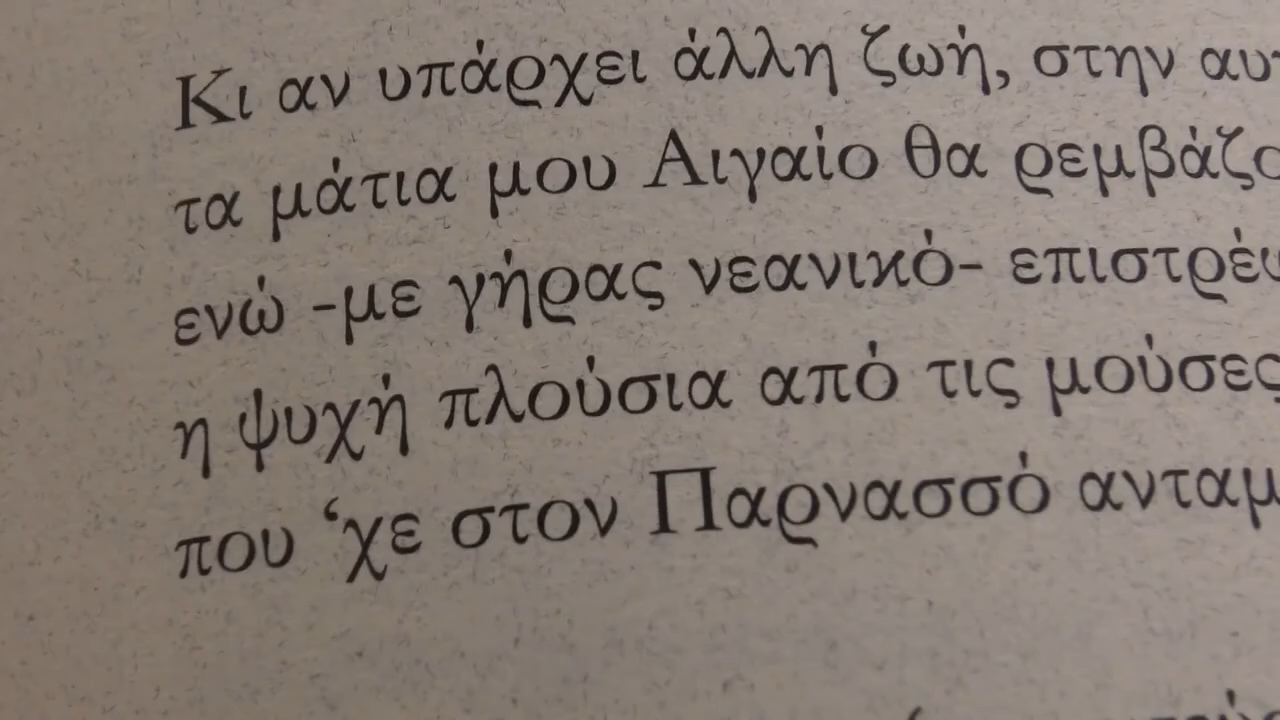 Κι αν υπάρχει άλλη ζωή, στην
τα μάτια μου Αιγαίο θα
ενώ -με γήρας νεανικό-
η ψυχή πλούσια από τις μούσες
που ‘χε στον Παρνασσό